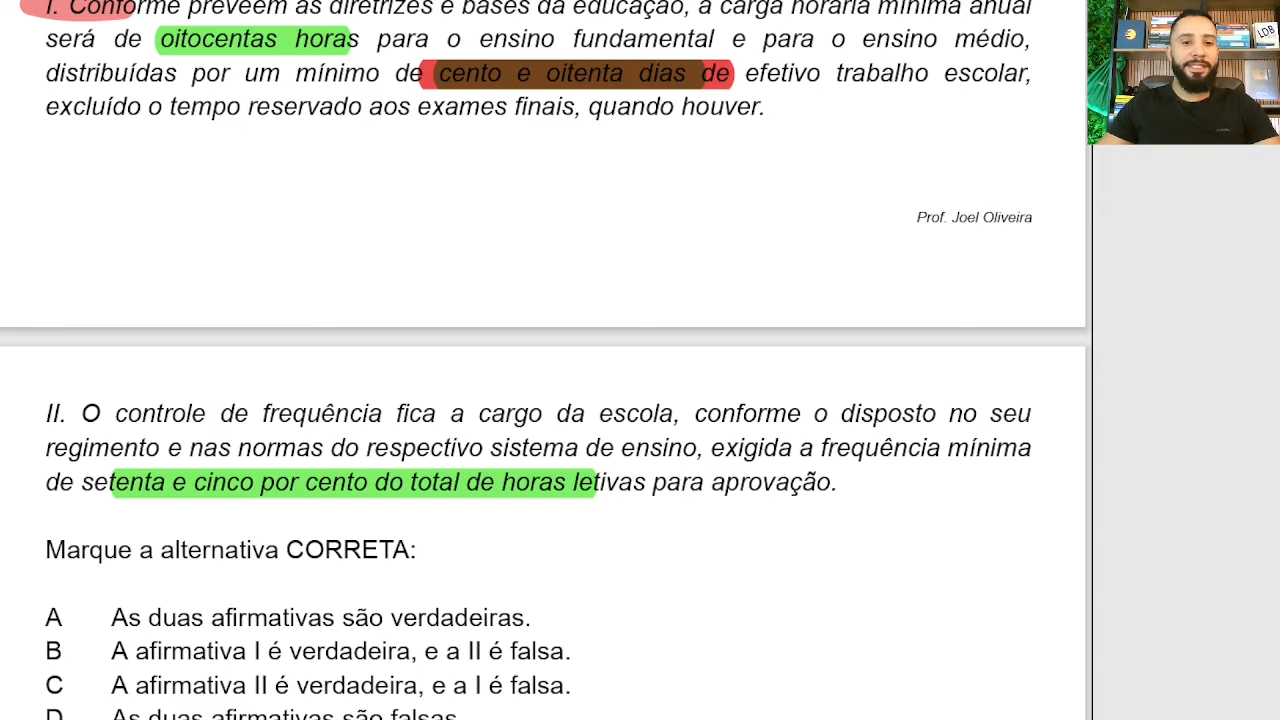 I. Conforme preveem as diretrizes e bases da educação, a carga horária mínima anual
será de oitocentas horas para o ensino fundamental e para o ensino médio,
distribuídas por um mínimo de cento e oitenta dias de efetivo trabalho escolar,
excluído o tempo reservado aos exames finais, quando houver.
LDB
Prof. Joel Oliveira
II. O controle de frequência fica a cargo da escola, conforme o disposto no seu
regimento e nas normas do respectivo sistema de ensino, exigida a frequência mínima
de setenta e cinco por cento do total de horas letivas para aprovação.
Marque a alternativa CORRETA:
A As duas afirmativas são verdadeiras.
B A afirmativa I é verdadeira, e a II é falsa.
C A afirmativa II é verdadeira, e a I é falsa.
D As duas afirmativas são falsas.